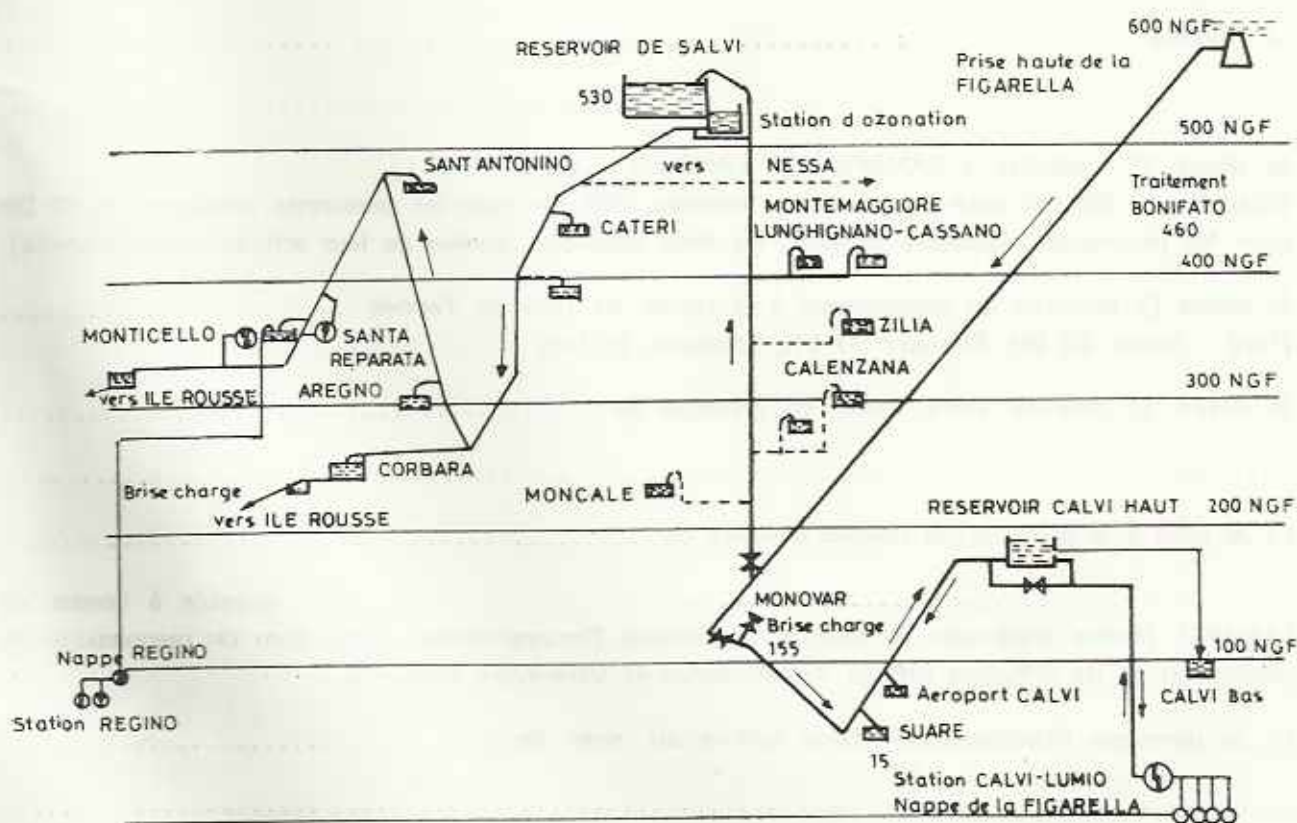 600 NGF
RESERVOIR DE SALVI
Prise haute de la
FIGARELLA
530
Station d ozonation
500 NGF
SANT ANTONINO
vers NESSA
Traitement
BONIFATO
460
MONTEMAGGIORE
LUNGHIGNANO-CASSANO
CATERI
400 NGF
MONTICELLO
SANTA
REPARATA
ZILIA
vers ILE ROUSSE
AREGNO
CALENZANA
300 NGF
CORBARA
Brise charge
vers ILE ROUSSE
MONCALE
RESERVOIR CALVI HAUT
200 NGF
MONOVAR
Brise charge
155
Nappe REGINO
100 NGF
Station REGINO
Aeroport CALVI
CALVI Bas
SUARE
15
Station CALVI-LUMIO
Nappe de la FIGARELLA